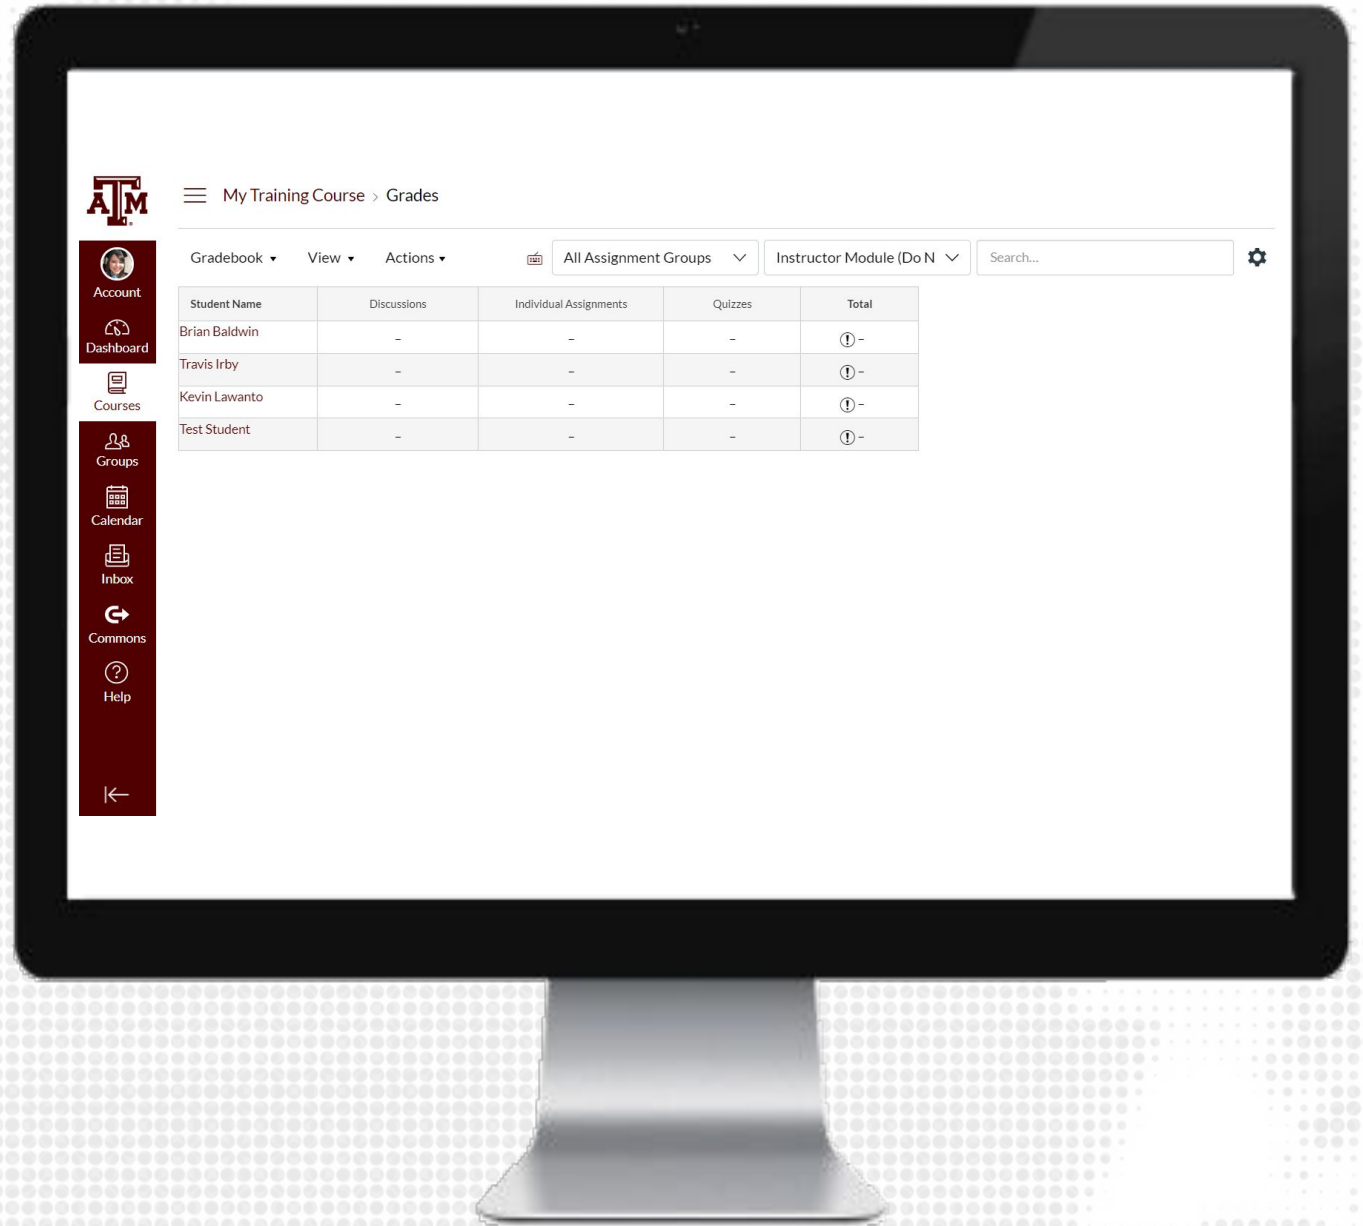 ATM
My Training Course > Grades
Gradebook ▾ View ▾ Actions ▾ All Assignment Groups Instructor Module (Do N Search...
Account
Dashboard
Courses
Groups
Calendar
Inbox
Commons
Help
Student Name Discussions Individual Assignments Quizzes Total
Brian Baldwin – – – ! –
Travis Irby – – – ! –
Kevin Lawanto – – – ! –
Test Student – – – ! –